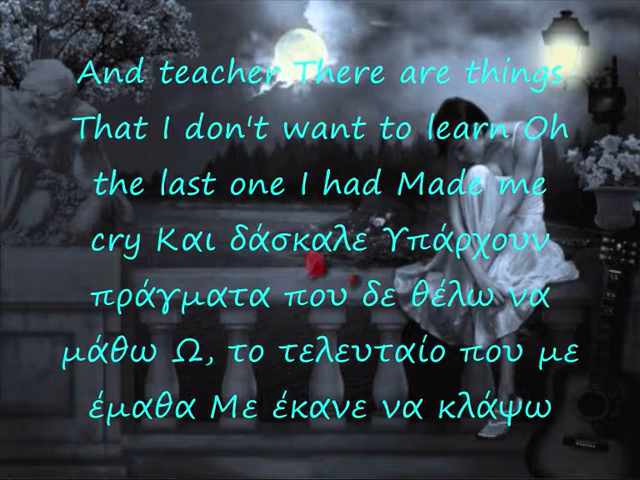 And teacher There are things
That I don't want to learn Oh
the last one I had Made me
cry Και δάσκαλε Υπάρχουν
πράγματα που δε θέλω να
μάθω Ω, το τελευταίο που με
έμαθα Με έκανε να κλάψω